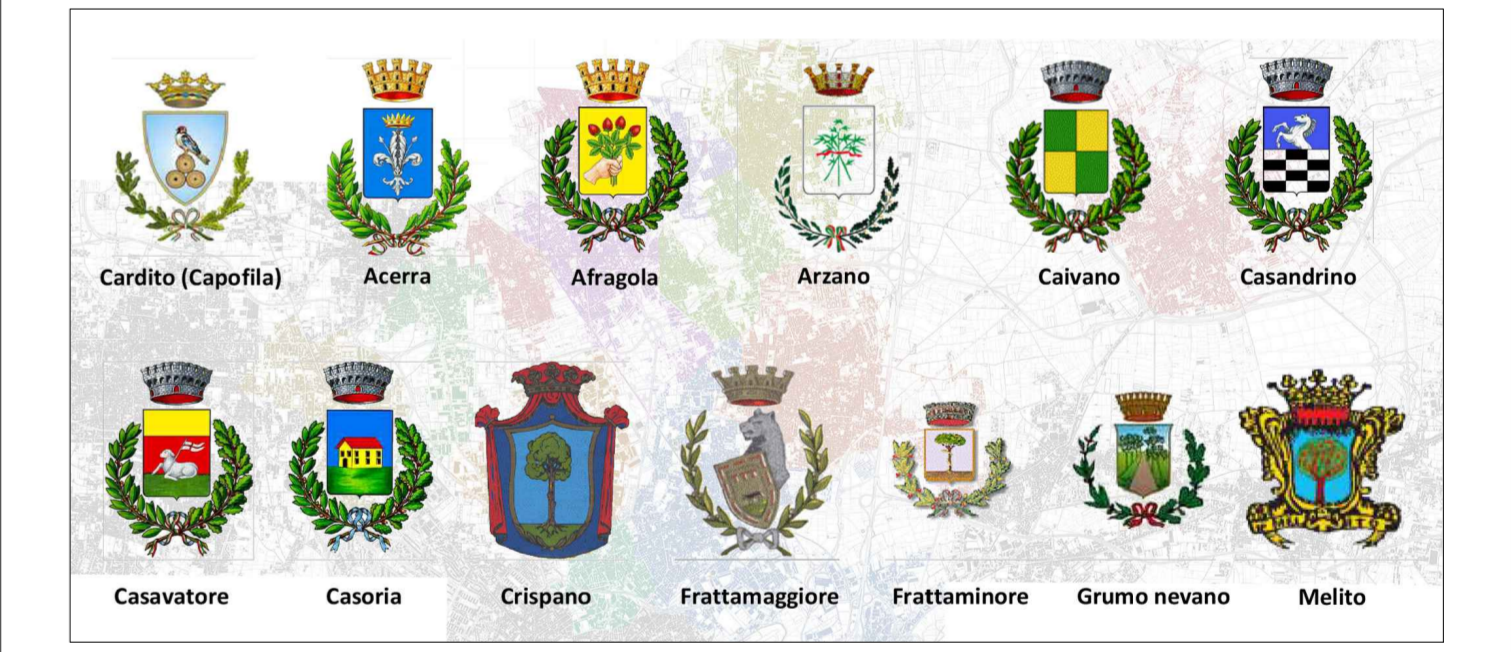 Cardito (Capofila) Acerra Afragola Arzano Caivano Casandrino
Casavatore Casoria Crispano Frattamaggiore Frattaminore Grumo nevano Melito